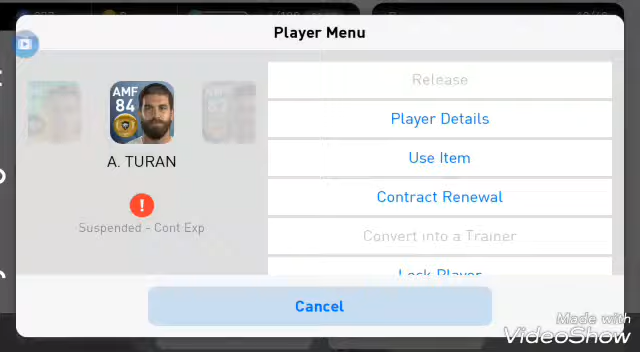 Player Menu
AMF
84
A. TURAN
Suspended - Cont Exp
Release
Player Details
Use Item
Contract Renewal
Convert into a Trainer
Lock Player
Cancel
Made with
VideoShow